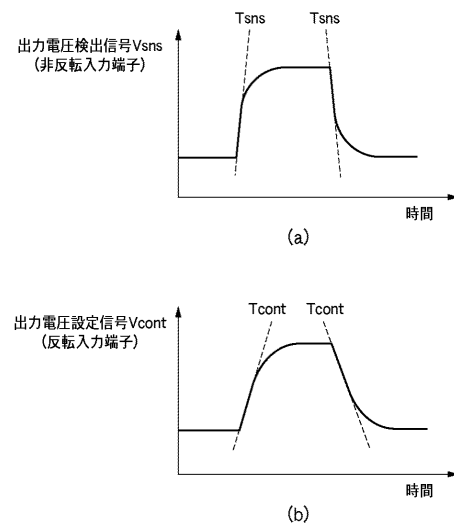 Tsns Tsns
出力電圧検出信号Vsns
(非反転入力端子)
時間
(a)
Tcont Tcont
出力電圧設定信号Vcont
(反転入力端子)
時間
(b)